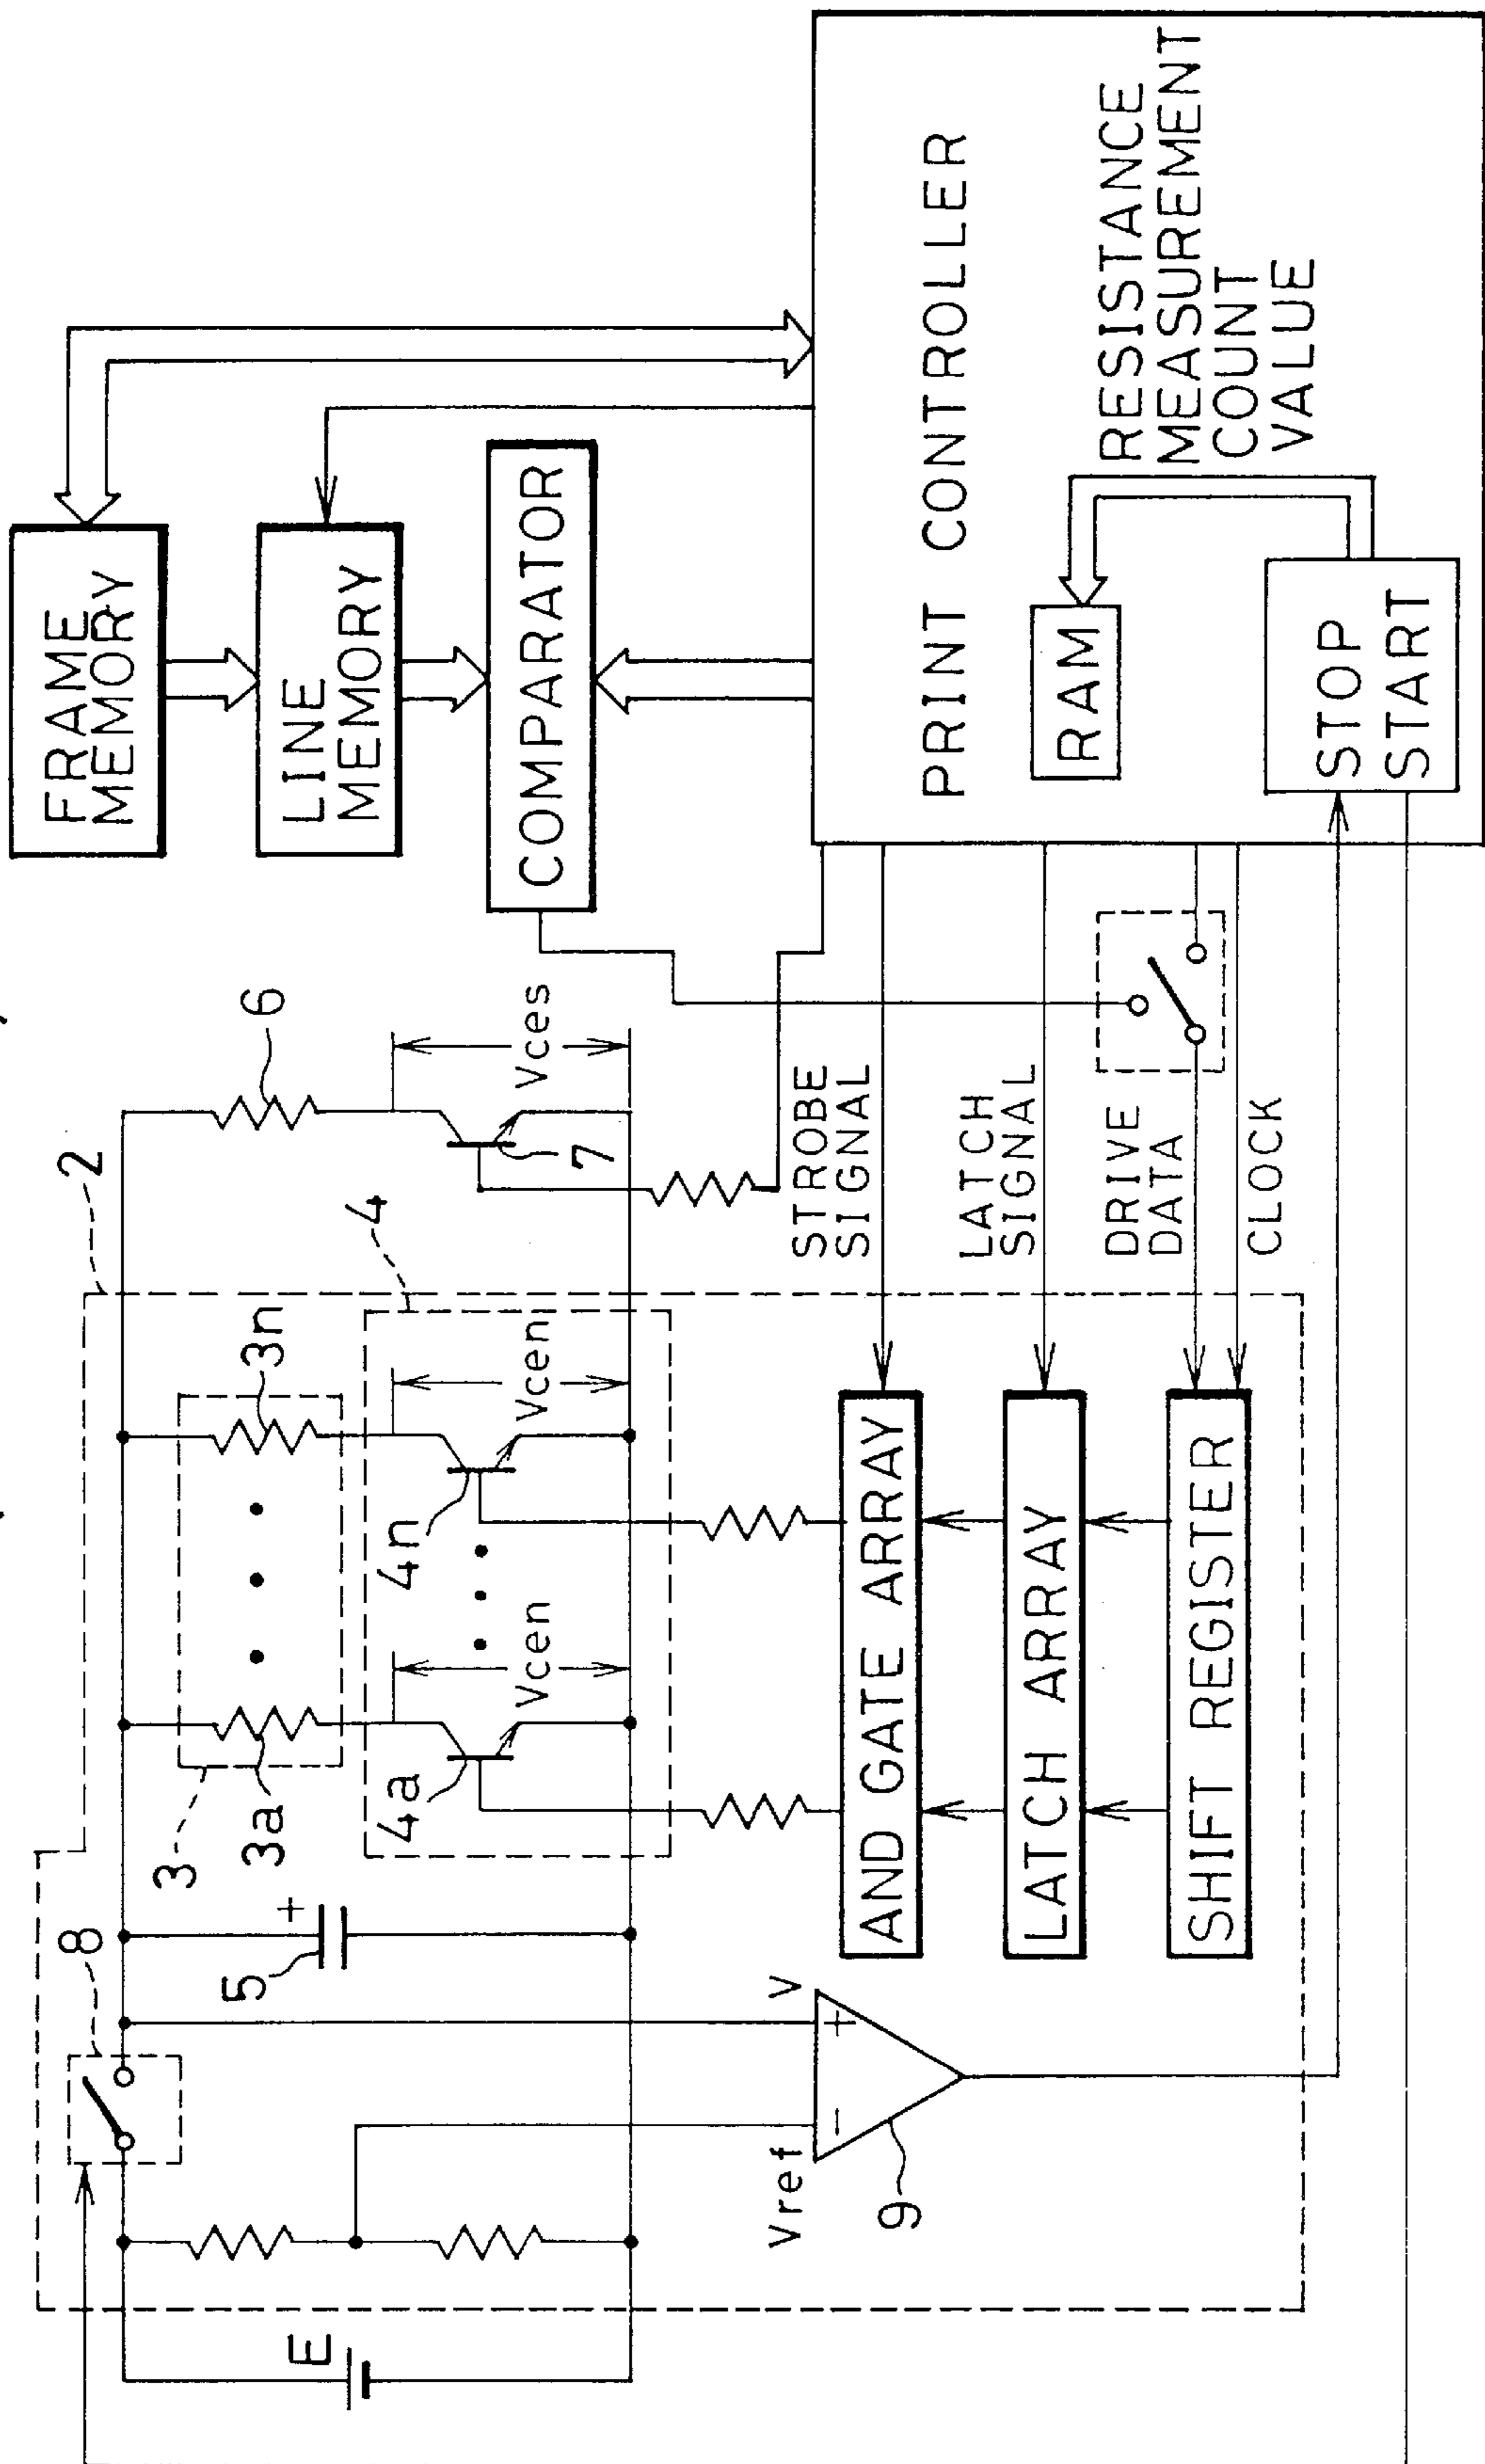 FRAME
MEMORY
LINE
MEMORY
COMPARATOR
PRINT CONTROLLER
RESISTANCE
MEASUREMENT
COUNT
VALUE
RAM
STOP
START
2
6
Vces
7
4
3n
Vcen
4n
3
3a
Vcen
4a
8
5
+
E
Vref
V
−
+
9
STROBE
SIGNAL
LATCH
SIGNAL
DRIVE
DATA
CLOCK
AND GATE ARRAY
LATCH ARRAY
SHIFT REGISTER